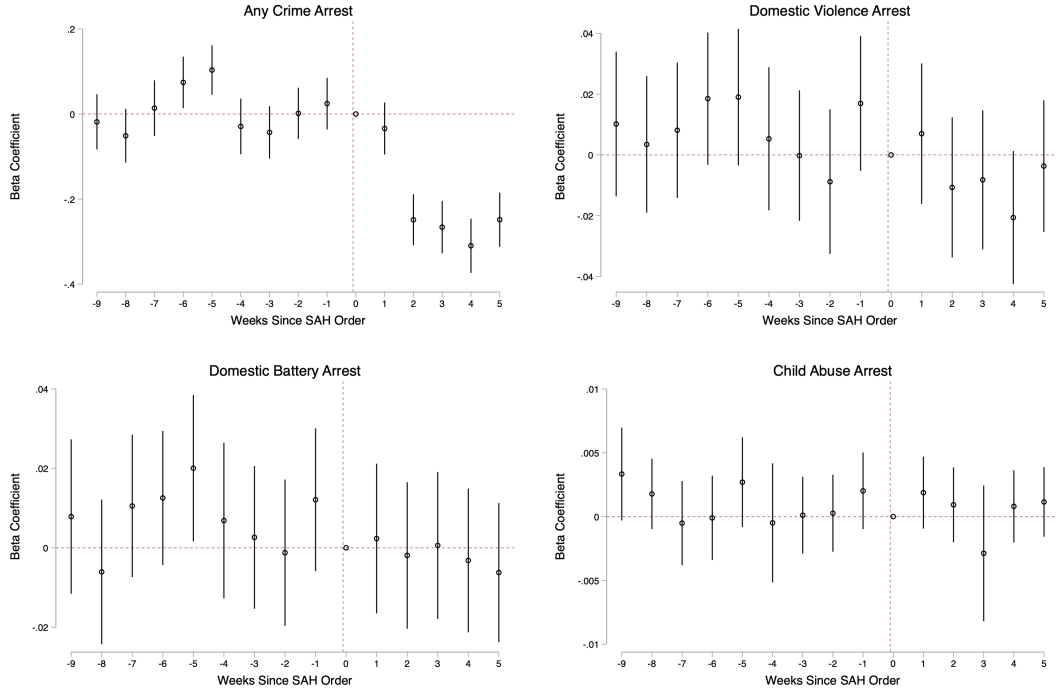 Any Crime Arrest
Beta Coefficient
.2
0
-.2
-.4
-9 -8 -7 -6 -5 -4 -3 -2 -1 0 1 2 3 4 5
Weeks Since SAH Order
Domestic Violence Arrest
Beta Coefficient
.04
.02
0
-.02
-.04
-9 -8 -7 -6 -5 -4 -3 -2 -1 0 1 2 3 4 5
Weeks Since SAH Order
Domestic Battery Arrest
Beta Coefficient
.04
.02
0
-.02
-9 -8 -7 -6 -5 -4 -3 -2 -1 0 1 2 3 4 5
Weeks Since SAH Order
Child Abuse Arrest
Beta Coefficient
.01
.005
0
-.005
-.01
-9 -8 -7 -6 -5 -4 -3 -2 -1 0 1 2 3 4 5
Weeks Since SAH Order